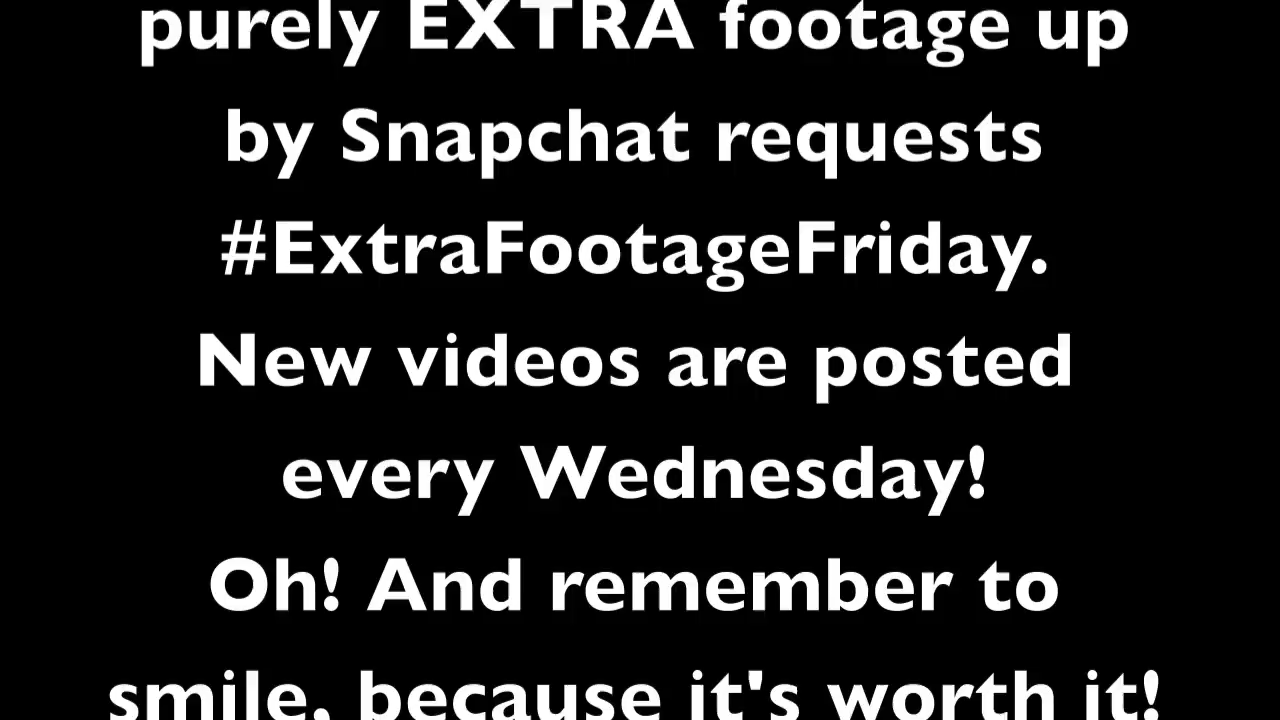 purely EXTRA footage up
by Snapchat requests
#ExtraFootageFriday.
New videos are posted
every Wednesday!
Oh! And remember to
smile, because it's worth it!